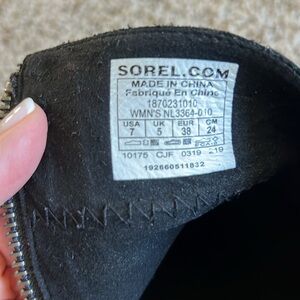 SOREL.COM
MADE IN CHINA
Fabriqué En Chine
1870231010
WMN'S NL3364-010
USA UK EUR CM
7 5 38 24
10175 CJF 0319 219
192660511832